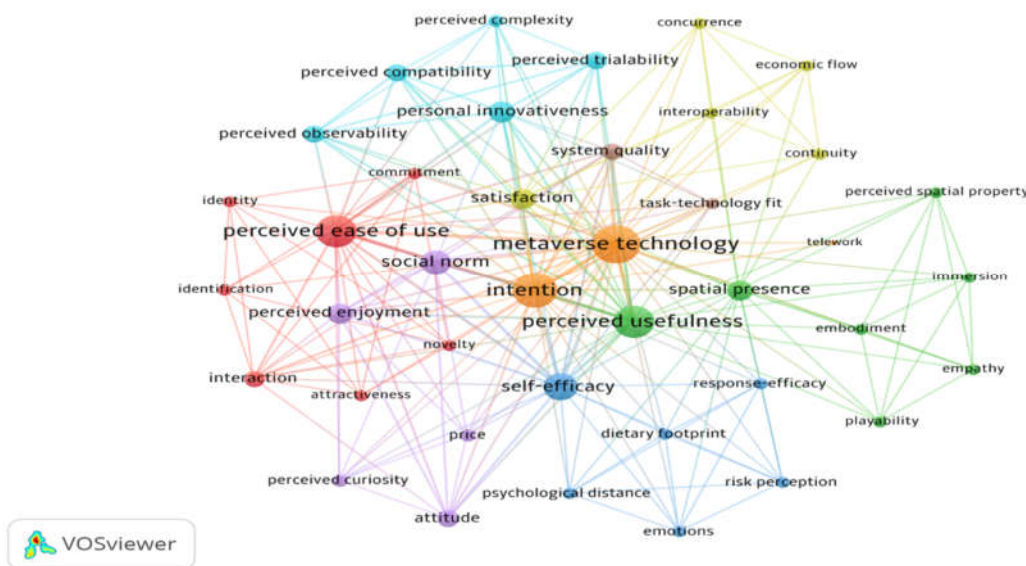 perceived complexity
concurrence
perceived trialability
economic flow
perceived compatibility
personal innovativeness
interoperability
perceived observability
system quality
continuity
commitment
identity
satisfaction
task-technology fit
perceived spatial property
perceived ease of use
metaverse technology
telework
social norm
immersion
identification
intention
spatial presence
perceived enjoyment
perceived usefulness
embodiment
novelty
interaction
self-efficacy
response-efficacy
empathy
attractiveness
playability
price
dietary footprint
perceived curiosity
psychological distance
risk perception
attitude
emotions
VOSviewer